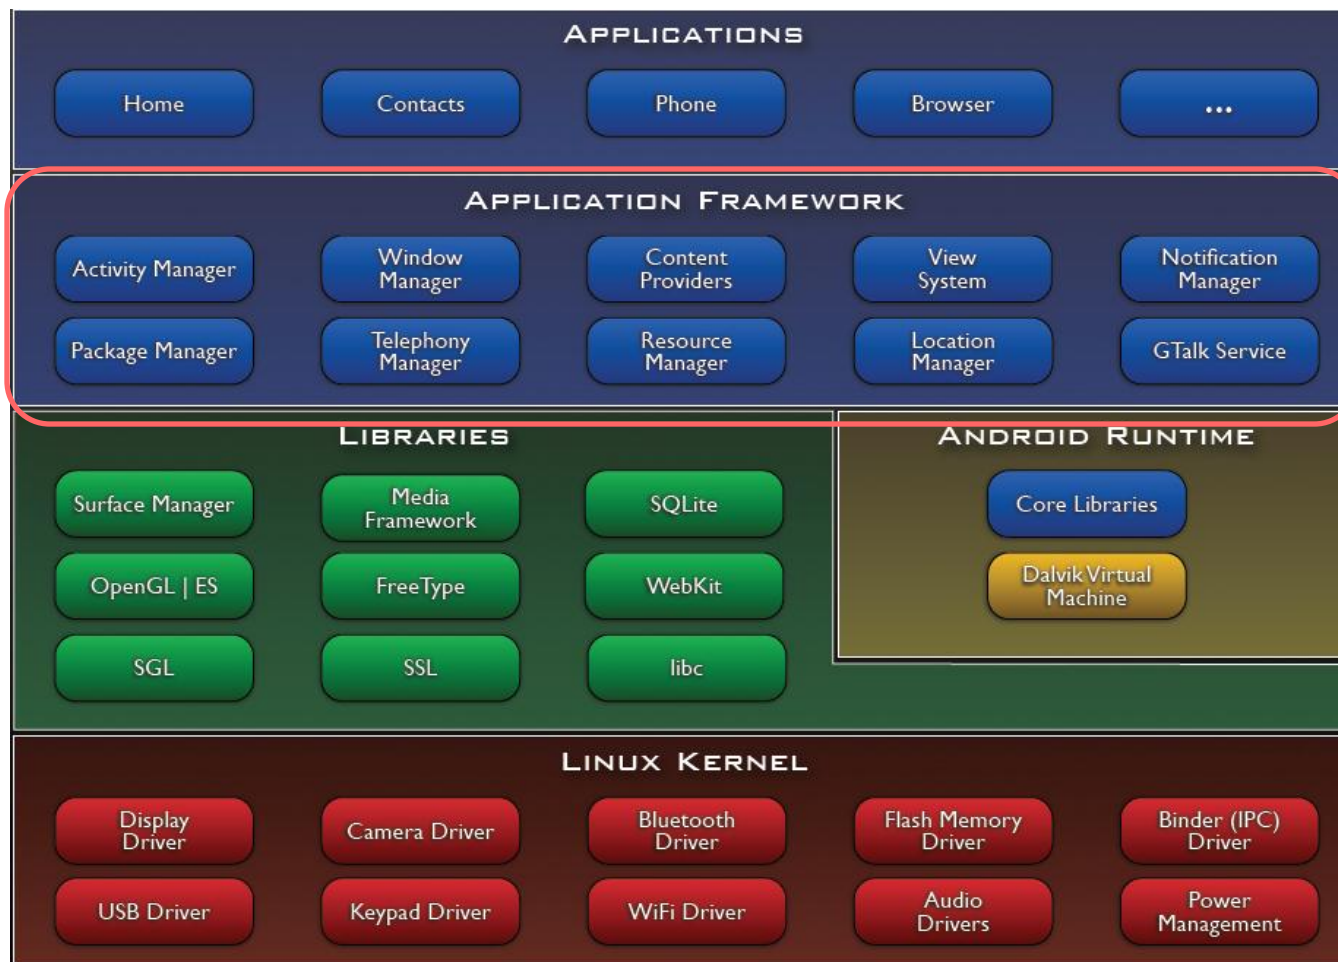 APPLICATIONS
Home
Contacts
Phone
Browser
...
APPLICATION FRAMEWORK
Activity Manager
Window
Manager
Content
Providers
View
System
Notification
Manager
Package Manager
Telephony
Manager
Resource
Manager
Location
Manager
GTalk Service
LIBRARIES
Surface Manager
Media
Framework
SQLite
OpenGL | ES
FreeType
WebKit
SGL
SSL
libc
ANDROID RUNTIME
Core Libraries
Dalvik Virtual
Machine
LINUX KERNEL
Display
Driver
Camera Driver
Bluetooth
Driver
Flash Memory
Driver
Binder (IPC)
Driver
USB Driver
Keypad Driver
WiFi Driver
Audio
Drivers
Power
Management